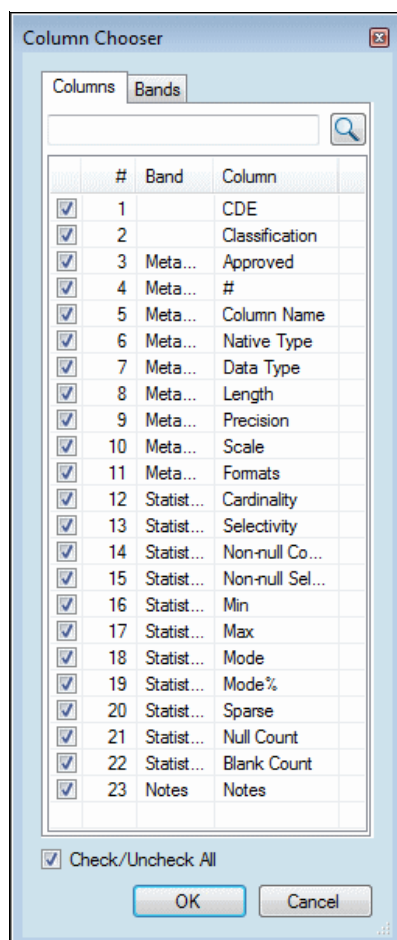 Column Chooser
Columns Bands
# Band Column
1 CDE
2 Classification
3 Meta... Approved
4 Meta... #
5 Meta... Column Name
6 Meta... Native Type
7 Meta... Data Type
8 Meta... Length
9 Meta... Precision
10 Meta... Scale
11 Meta... Formats
12 Statist... Cardinality
13 Statist... Selectivity
14 Statist... Non-null Co...
15 Statist... Non-null Sel...
16 Statist... Min
17 Statist... Max
18 Statist... Mode
19 Statist... Mode%
20 Statist... Sparse
21 Statist... Null Count
22 Statist... Blank Count
23 Notes Notes
Check/Uncheck All
OK Cancel